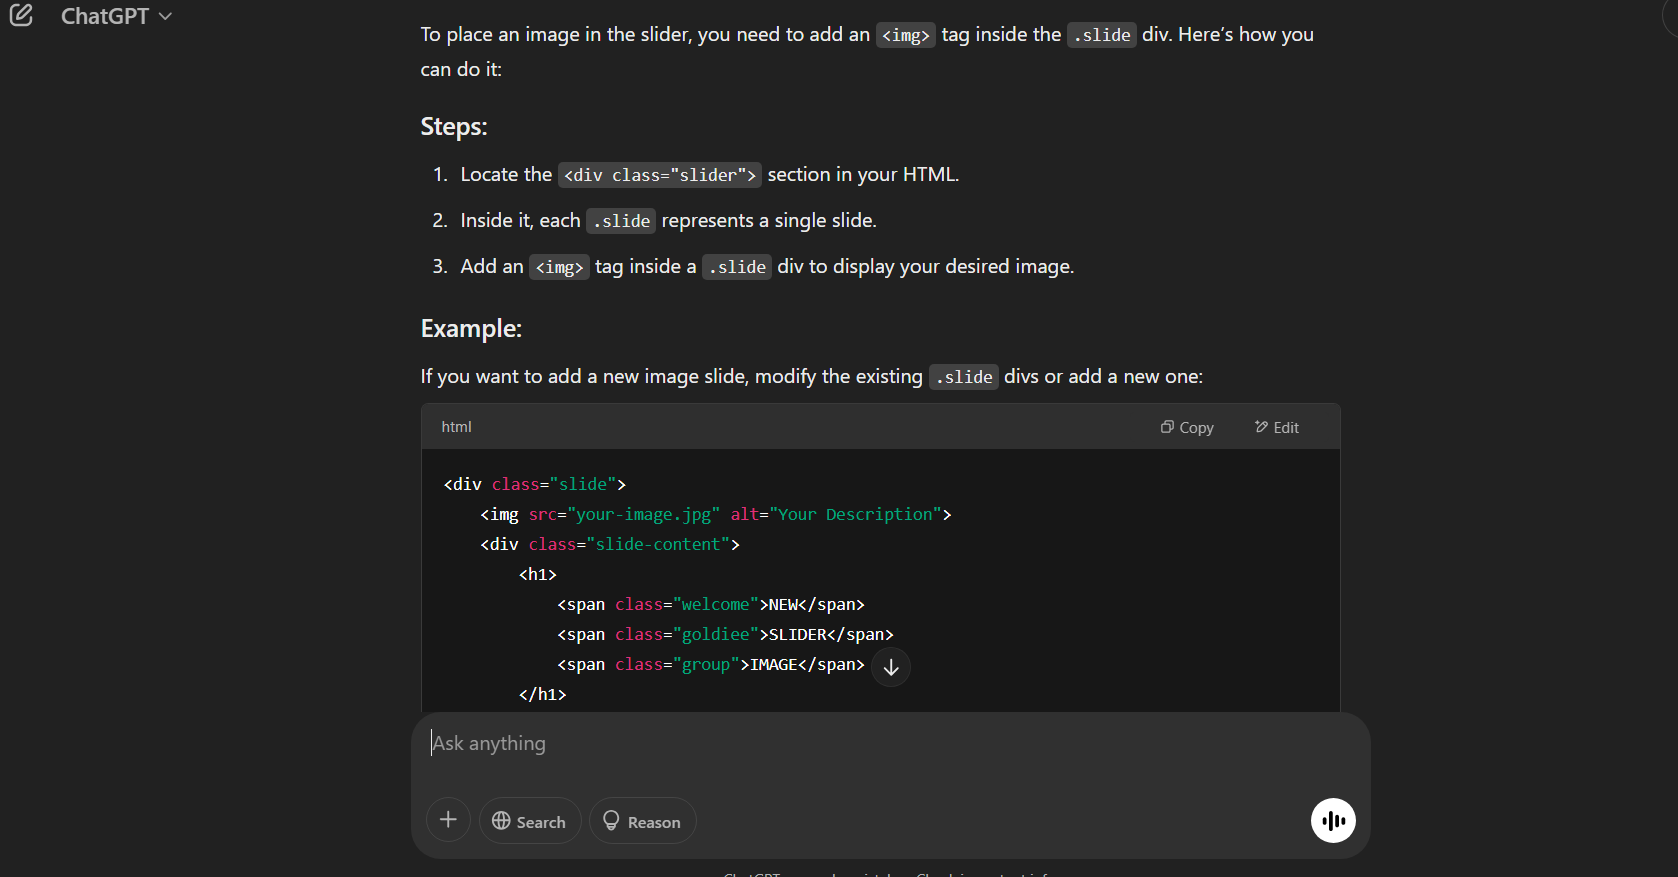 ChatGPT
To place an image in the slider, you need to add an <img> tag inside the .slide div. Here’s how you
can do it:
Steps:
1. Locate the <div class="slider"> section in your HTML.
2. Inside it, each .slide represents a single slide.
3. Add an <img> tag inside a .slide div to display your desired image.
Example:
If you want to add a new image slide, modify the existing .slide divs or add a new one:
html Copy Edit
<div class="slide">
    <img src="your-image.jpg" alt="Your Description">
    <div class="slide-content">
        <h1>
            <span class="welcome">NEW</span>
            <span class="goldiee">SLIDER</span>
            <span class="group">IMAGE</span>
        </h1>
Ask anything
Search Reason